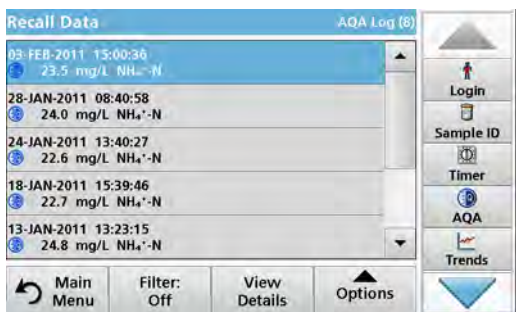 Recall Data
AQA Log (8)
03-FEB-2011 15:00:36
23.5 mg/L NH₄⁺-N
28-JAN-2011 08:40:58
24.0 mg/L NH₄⁺-N
24-JAN-2011 13:40:27
22.6 mg/L NH₄⁺-N
18-JAN-2011 15:39:46
22.7 mg/L NH₄⁺-N
13-JAN-2011 13:23:15
24.8 mg/L NH₄⁺-N
Main
Menu
Filter:
Off
View
Details
Options
Login
Sample ID
Timer
AQA
Trends